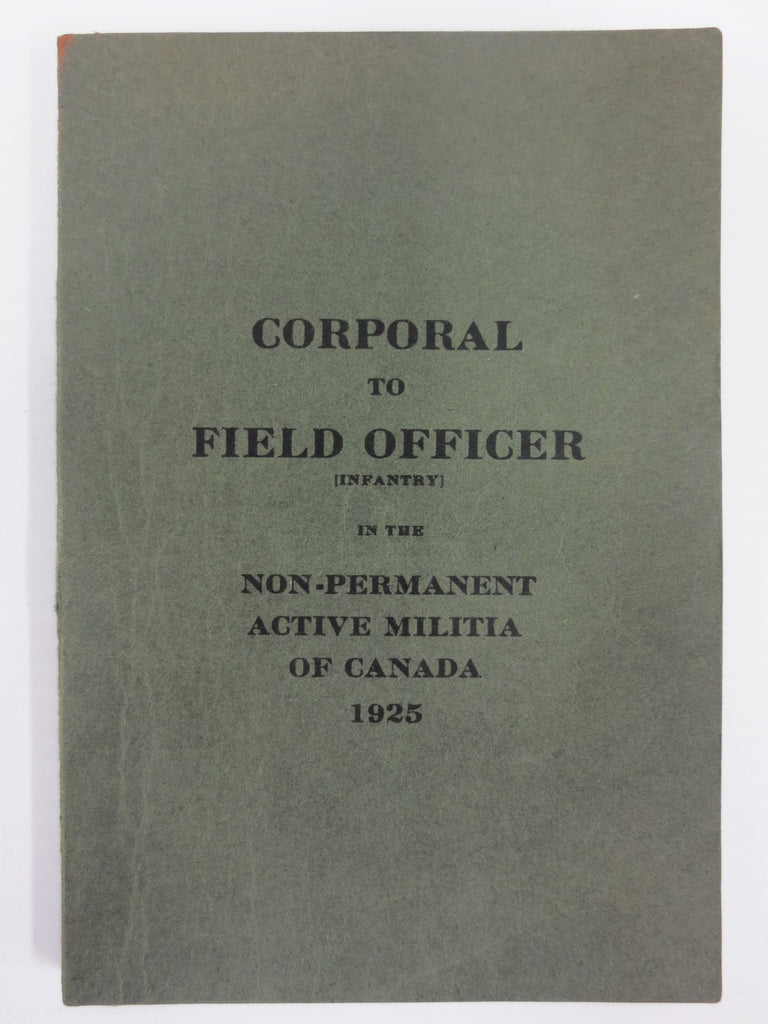 CORPORAL
TO
FIELD OFFICER
[INFANTRY]
IN THE
NON-PERMANENT
ACTIVE MILITIA
OF CANADA
1925